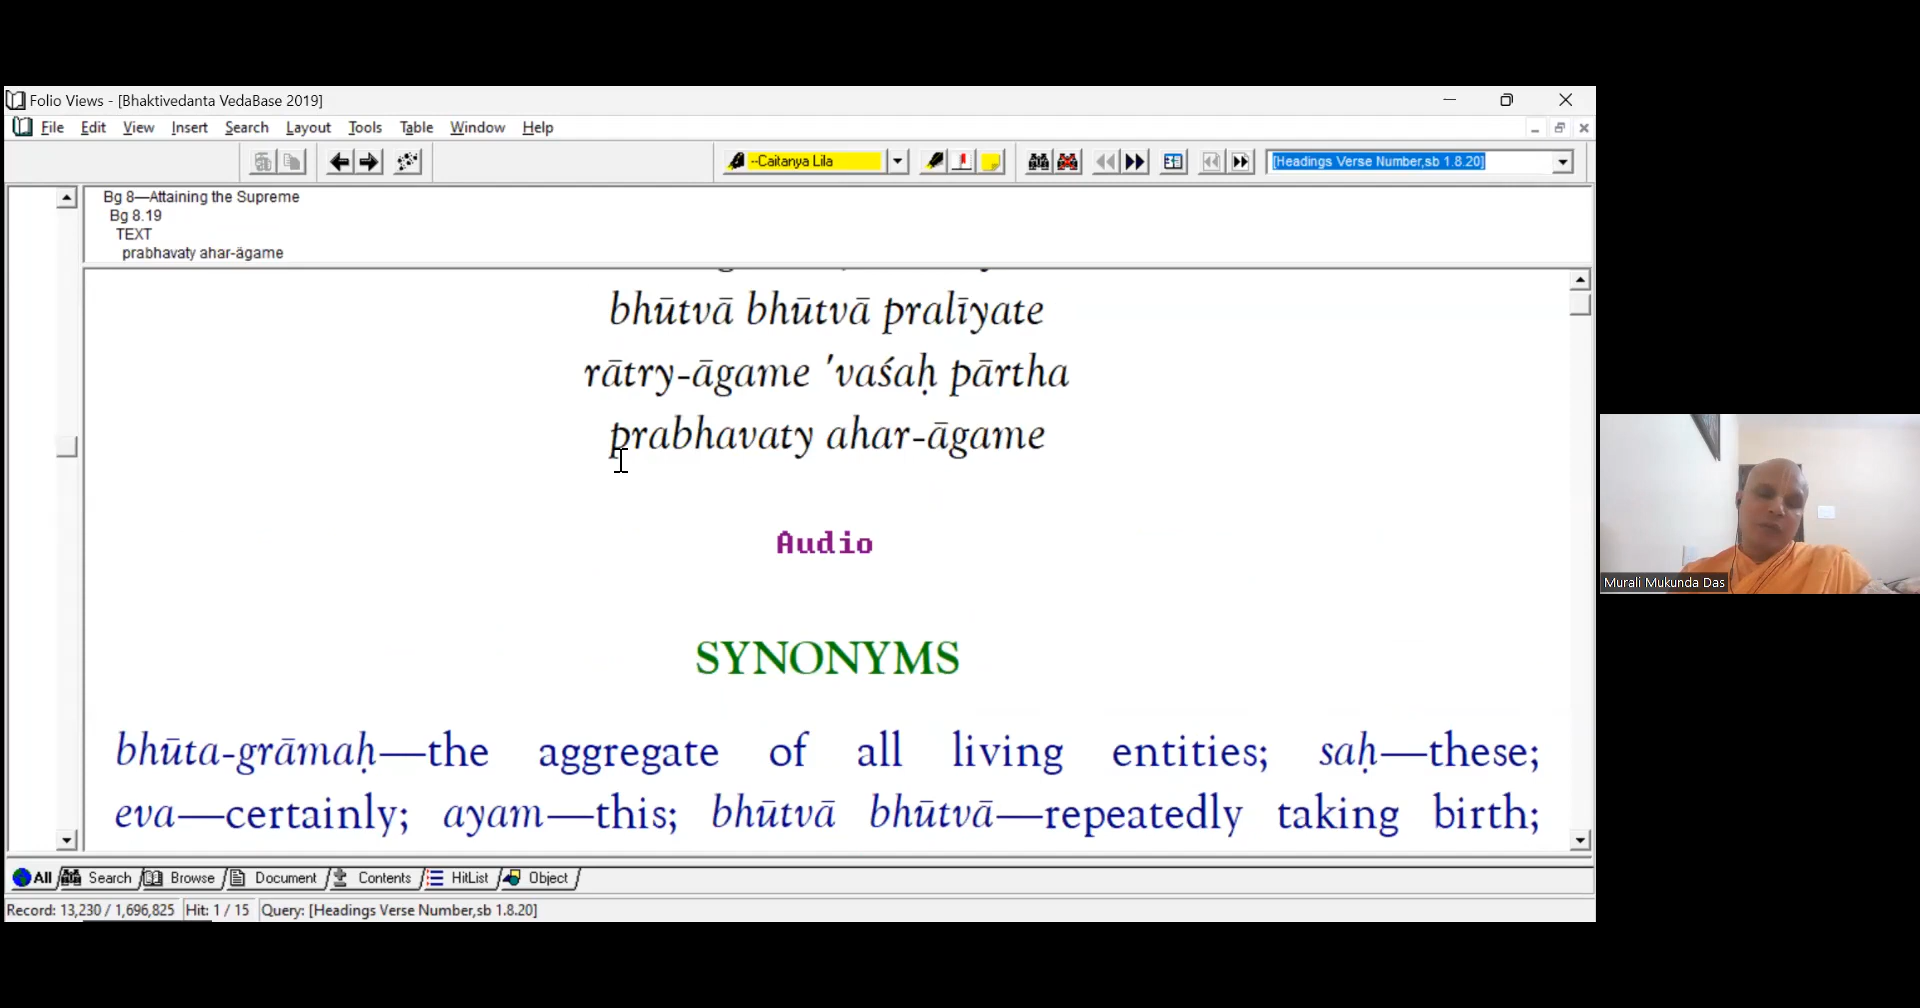 Folio Views - [Bhaktivedanta VedaBase 2019]
File Edit View Insert Search Layout Tools Table Window Help
--Caitanya Lila
[Headings Verse Number,sb 1.8.20]
Bg 8—Attaining the Supreme
Bg 8.19
TEXT
prabhavaty ahar-āgame
bhūtvā bhūtvā pralīyate
rātry-āgame 'vaśaḥ pārtha
prabhavaty ahar-āgame
Audio
SYNONYMS
bhūta-grāmaḥ—the aggregate of all living entities; saḥ—these;
eva—certainly; ayam—this; bhūtvā bhūtvā—repeatedly taking birth;
All Search Browse Document Contents HitList Object
Record: 13,230 / 1,696,825 Hit: 1 / 15 Query: [Headings Verse Number,sb 1.8.20]
Murali Mukunda Das